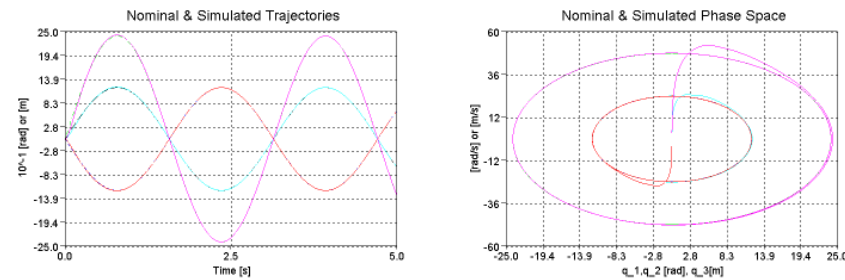 Nominal & Simulated Trajectories
25.0
19.4
13.9
8.3
2.8
-2.8
-8.3
-13.9
-19.4
-25.0
10^-1 [rad] or [m]
0.0
2.5
5.0
Time [s]
Nominal & Simulated Phase Space
60
36
12
-12
-36
-60
[rad/s] or [m/s]
-25.0 -19.4 -13.9 -8.3 -2.8 2.8 8.3 13.9 19.4 25.0
q_1,q_2 [rad], q_3[m]